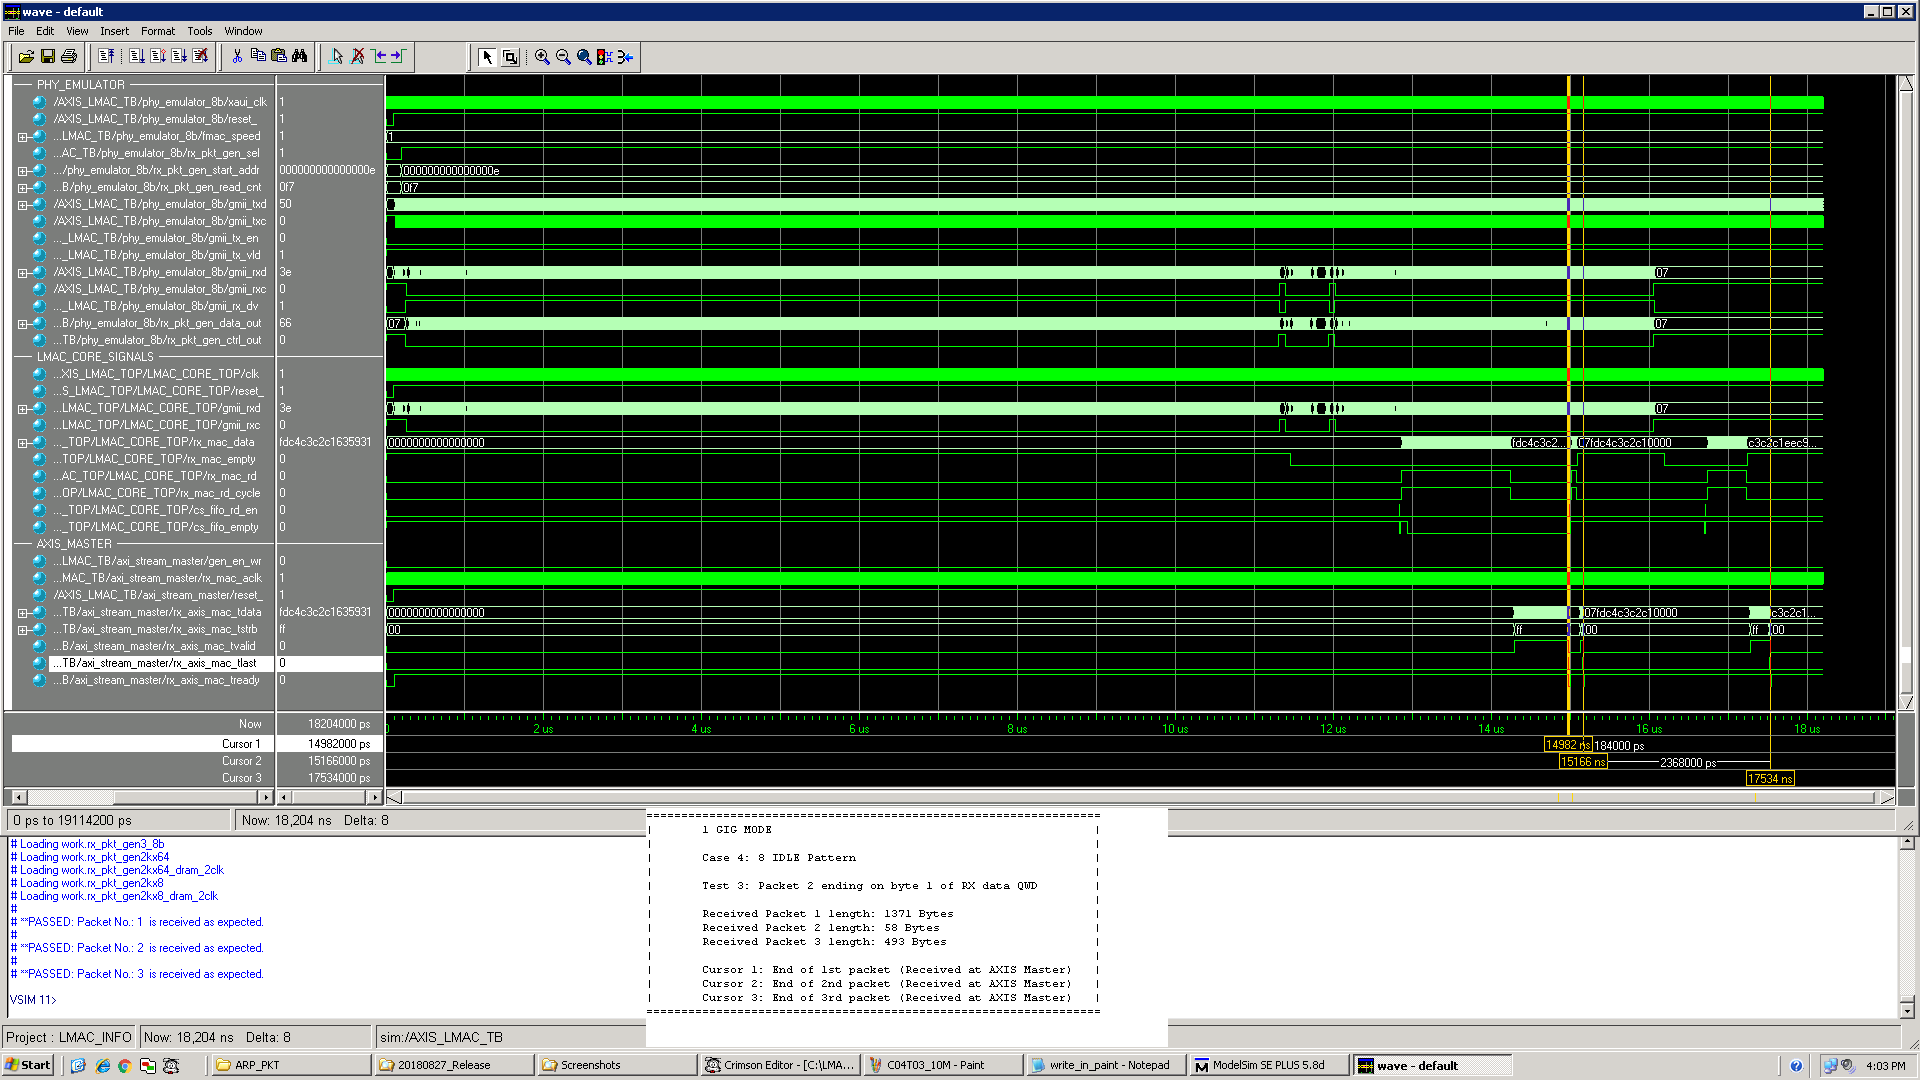 wave - default
File Edit View Insert Format Tools Window
PHY_EMULATOR
/AXIS_LMAC_TB/phy_emulator_8b/xaui_clk 1
/AXIS_LMAC_TB/phy_emulator_8b/reset_ 1
...LMAC_TB/phy_emulator_8b/fmac_speed 1 1
...AC_TB/phy_emulator_8b/rx_pkt_gen_sel 1
.../phy_emulator_8b/rx_pkt_gen_start_addr 000000000000000e 000000000000000e
...B/phy_emulator_8b/rx_pkt_gen_read_cnt 0f7 0f7
/AXIS_LMAC_TB/phy_emulator_8b/gmii_txd 50
/AXIS_LMAC_TB/phy_emulator_8b/gmii_txc 0
..._LMAC_TB/phy_emulator_8b/gmii_tx_en 0
..._LMAC_TB/phy_emulator_8b/gmii_tx_vld 1
/AXIS_LMAC_TB/phy_emulator_8b/gmii_rxd 3e 07
/AXIS_LMAC_TB/phy_emulator_8b/gmii_rxc 0
..._LMAC_TB/phy_emulator_8b/gmii_rx_dv 1
...B/phy_emulator_8b/rx_pkt_gen_data_out 66 07 07
...TB/phy_emulator_8b/rx_pkt_gen_ctrl_out 0
LMAC_CORE_SIGNALS
...XIS_LMAC_TOP/LMAC_CORE_TOP/clk 1
...S_LMAC_TOP/LMAC_CORE_TOP/reset_ 1
...LMAC_TOP/LMAC_CORE_TOP/gmii_rxd 3e 07
...LMAC_TOP/LMAC_CORE_TOP/gmii_rxc 0
..._TOP/LMAC_CORE_TOP/rx_mac_data fdc4c3c2c1635931 0000000000000000 fdc4c3c2... 07fdc4c3c2c10000 c3c2c1eec9...
...TOP/LMAC_CORE_TOP/rx_mac_empty 0
...AC_TOP/LMAC_CORE_TOP/rx_mac_rd 0
...OP/LMAC_CORE_TOP/rx_mac_rd_cycle 0
..._TOP/LMAC_CORE_TOP/cs_fifo_rd_en 0
..._TOP/LMAC_CORE_TOP/cs_fifo_empty 0
AXIS_MASTER
...LMAC_TB/axi_stream_master/gen_en_wr 0
...MAC_TB/axi_stream_master/rx_mac_aclk 1
/AXIS_LMAC_TB/axi_stream_master/reset_ 1
...TB/axi_stream_master/rx_axis_mac_tdata fdc4c3c2c1635931 0000000000000000 07fdc4c3c2c10000 c3c2c1...
...TB/axi_stream_master/rx_axis_mac_tstrb ff 00 ff 00 ff 00
...B/axi_stream_master/rx_axis_mac_tvalid 0
...TB/axi_stream_master/rx_axis_mac_tlast 0
...B/axi_stream_master/rx_axis_mac_tready 0
Now 18204000 ps 0 2 us 4 us 6 us 8 us 10 us 12 us 14 us 16 us 18 us
Cursor 1 14982000 ps 14982 ns 184000 ps
Cursor 2 15166000 ps 15166 ns 2368000 ps
Cursor 3 17534000 ps 17534 ns
0 ps to 19114200 ps Now: 18,204 ns Delta: 8
# Loading work.rx_pkt_gen3_8b
# Loading work.rx_pkt_gen2kx64
# Loading work.rx_pkt_gen2kx64_dram_2clk
# Loading work.rx_pkt_gen2kx8
# Loading work.rx_pkt_gen2kx8_dram_2clk
#
# **PASSED: Packet No.: 1 is received as expected.
#
# **PASSED: Packet No.: 2 is received as expected.
#
# **PASSED: Packet No.: 3 is received as expected.
VSIM 11>
1 GIG MODE
Case 4: 8 IDLE Pattern
Test 3: Packet 2 ending on byte 1 of RX data QWD
Received Packet 1 length: 1371 Bytes
Received Packet 2 length: 58 Bytes
Received Packet 3 length: 493 Bytes
Cursor 1: End of 1st packet (Received at AXIS Master)
Cursor 2: End of 2nd packet (Received at AXIS Master)
Cursor 3: End of 3rd packet (Received at AXIS Master)
Project : LMAC_INFO Now: 18,204 ns Delta: 8 sim:/AXIS_LMAC_TB
Start ARP_PKT 20180827_Release Screenshots Crimson Editor - [C:\LMA... C04T03_10M - Paint write_in_paint - Notepad ModelSim SE PLUS 5.8d wave - default 4:03 PM